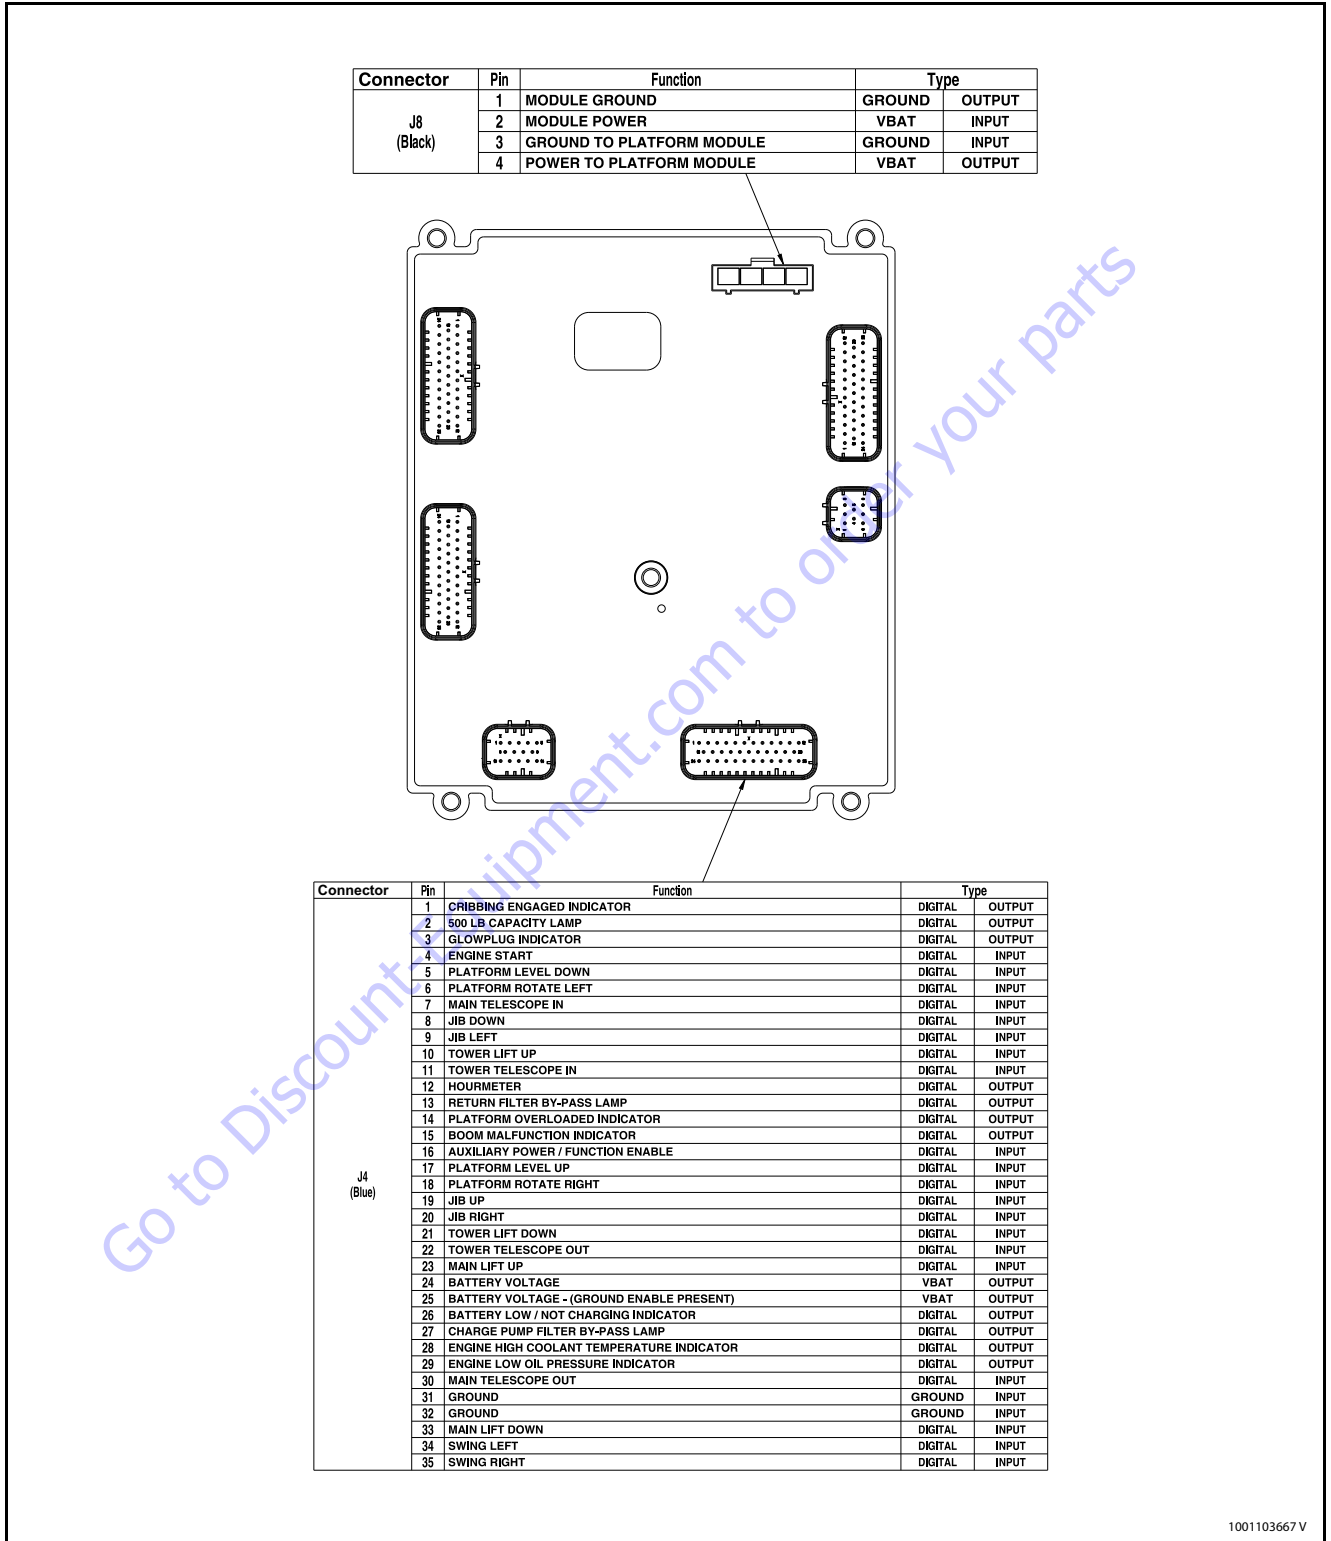 Connector Pin Function Type
J8
(Black)
1 MODULE GROUND GROUND OUTPUT
2 MODULE POWER VBAT INPUT
3 GROUND TO PLATFORM MODULE GROUND INPUT
4 POWER TO PLATFORM MODULE VBAT OUTPUT
Go to Discount-Equipment.com to order your parts
Connector Pin Function Type
J4
(Blue)
1 CRIBBING ENGAGED INDICATOR DIGITAL OUTPUT
2 500 LB CAPACITY LAMP DIGITAL OUTPUT
3 GLOWPLUG INDICATOR DIGITAL OUTPUT
4 ENGINE START DIGITAL INPUT
5 PLATFORM LEVEL DOWN DIGITAL INPUT
6 PLATFORM ROTATE LEFT DIGITAL INPUT
7 MAIN TELESCOPE IN DIGITAL INPUT
8 JIB DOWN DIGITAL INPUT
9 JIB LEFT DIGITAL INPUT
10 TOWER LIFT UP DIGITAL INPUT
11 TOWER TELESCOPE IN DIGITAL INPUT
12 HOURMETER DIGITAL OUTPUT
13 RETURN FILTER BY-PASS LAMP DIGITAL OUTPUT
14 PLATFORM OVERLOADED INDICATOR DIGITAL OUTPUT
15 BOOM MALFUNCTION INDICATOR DIGITAL OUTPUT
16 AUXILIARY POWER / FUNCTION ENABLE DIGITAL INPUT
17 PLATFORM LEVEL UP DIGITAL INPUT
18 PLATFORM ROTATE RIGHT DIGITAL INPUT
19 JIB UP DIGITAL INPUT
20 JIB RIGHT DIGITAL INPUT
21 TOWER LIFT DOWN DIGITAL INPUT
22 TOWER TELESCOPE OUT DIGITAL INPUT
23 MAIN LIFT UP DIGITAL INPUT
24 BATTERY VOLTAGE VBAT OUTPUT
25 BATTERY VOLTAGE - (GROUND ENABLE PRESENT) VBAT OUTPUT
26 BATTERY LOW / NOT CHARGING INDICATOR DIGITAL OUTPUT
27 CHARGE PUMP FILTER BY-PASS LAMP DIGITAL OUTPUT
28 ENGINE HIGH COOLANT TEMPERATURE INDICATOR DIGITAL OUTPUT
29 ENGINE LOW OIL PRESSURE INDICATOR DIGITAL OUTPUT
30 MAIN TELESCOPE OUT DIGITAL INPUT
31 GROUND GROUND INPUT
32 GROUND GROUND INPUT
33 MAIN LIFT DOWN DIGITAL INPUT
34 SWING LEFT DIGITAL INPUT
35 SWING RIGHT DIGITAL INPUT
1001103667 V